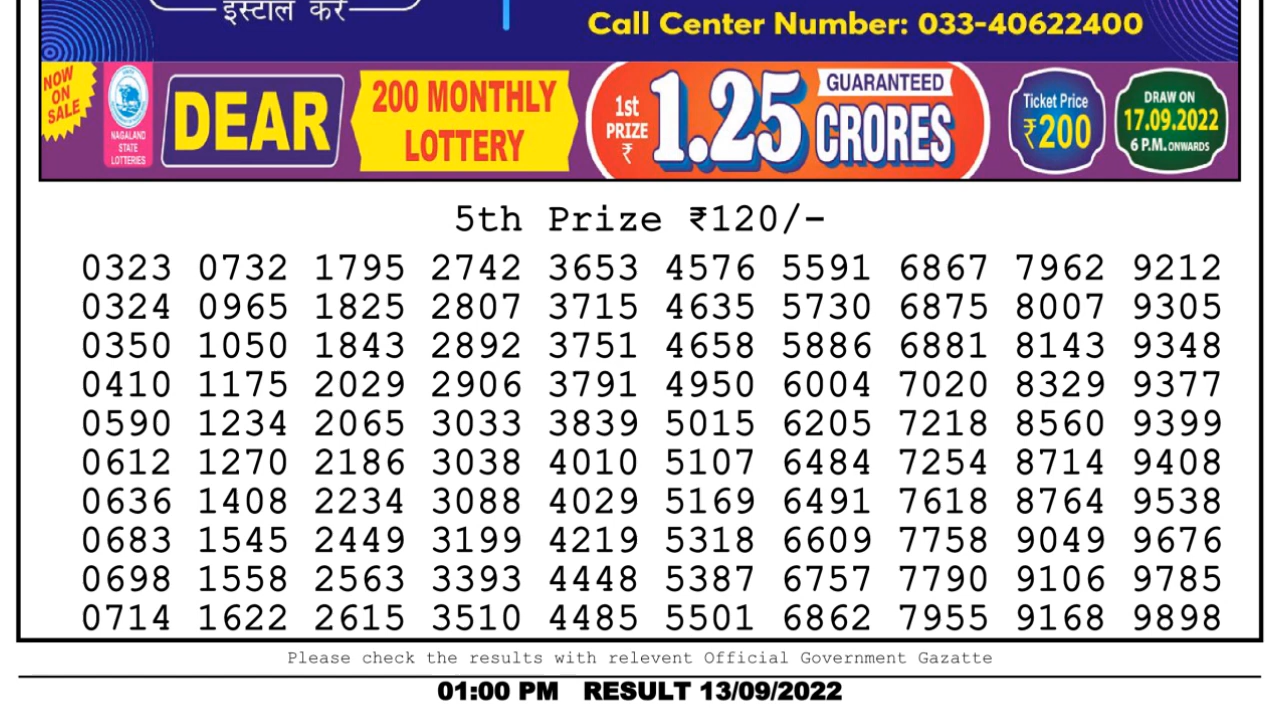 इंस्टॉल करें
Call Center Number: 033-40622400
NOW ON SALE
NAGALAND STATE LOTTERIES
DEAR
200 MONTHLY LOTTERY
1st PRIZE ₹
1.25
GUARANTEED
CRORES
Ticket Price
₹200
DRAW ON
17.09.2022
6 P.M. ONWARDS
5th Prize ₹120/-
0323 0732 1795 2742 3653 4576 5591 6867 7962 9212
0324 0965 1825 2807 3715 4635 5730 6875 8007 9305
0350 1050 1843 2892 3751 4658 5886 6881 8143 9348
0410 1175 2029 2906 3791 4950 6004 7020 8329 9377
0590 1234 2065 3033 3839 5015 6205 7218 8560 9399
0612 1270 2186 3038 4010 5107 6484 7254 8714 9408
0636 1408 2234 3088 4029 5169 6491 7618 8764 9538
0683 1545 2449 3199 4219 5318 6609 7758 9049 9676
0698 1558 2563 3393 4448 5387 6757 7790 9106 9785
0714 1622 2615 3510 4485 5501 6862 7955 9168 9898
Please check the results with relevent Official Government Gazatte
01:00 PM RESULT 13/09/2022